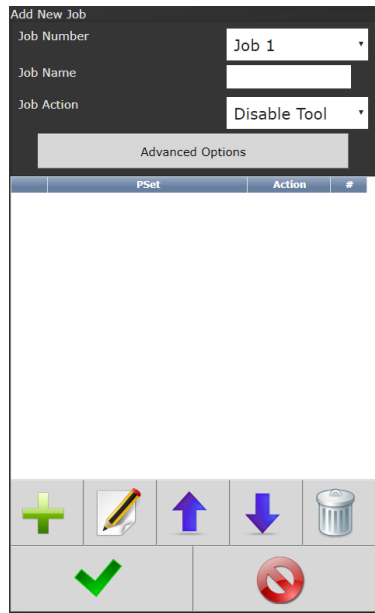 Add New Job
Job Number
Job 1
Job Name
Job Action
Disable Tool
Advanced Options
PSet Action #